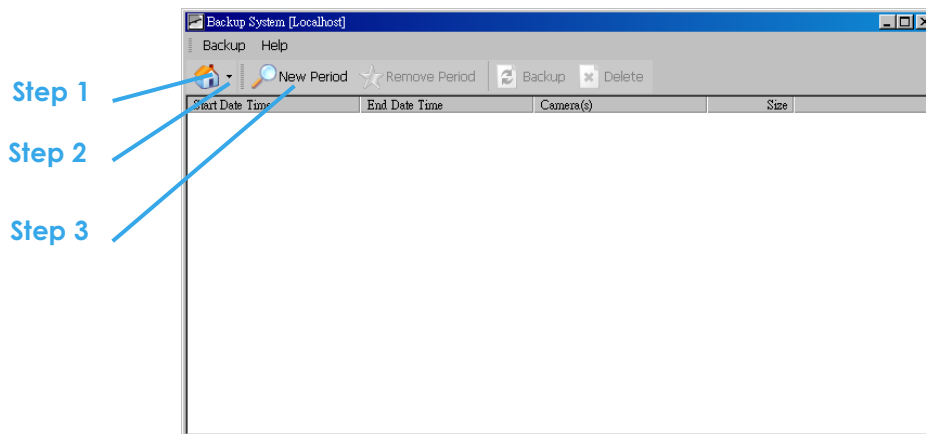 Backup System [Localhost]
Backup Help
New Period Remove Period Backup Delete
Start Date Time End Date Time Camera(s) Size
Step 1
Step 2
Step 3